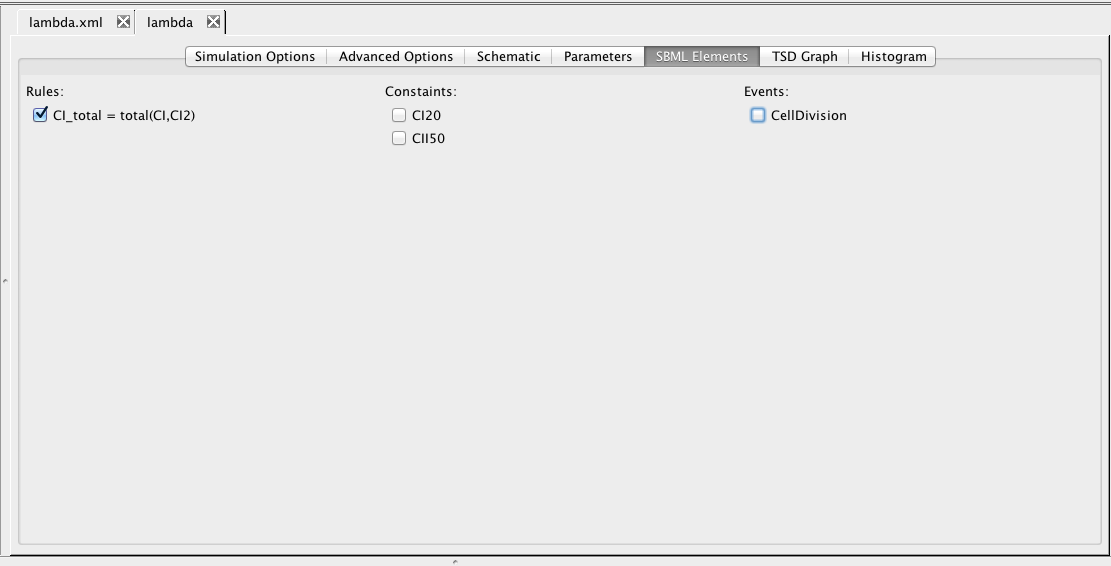 lambda.xml lambda
Simulation Options Advanced Options Schematic Parameters SBML Elements TSD Graph Histogram
Rules: Constaints: Events:
CI_total = total(CI,CI2) CI20 CellDivision
CII50